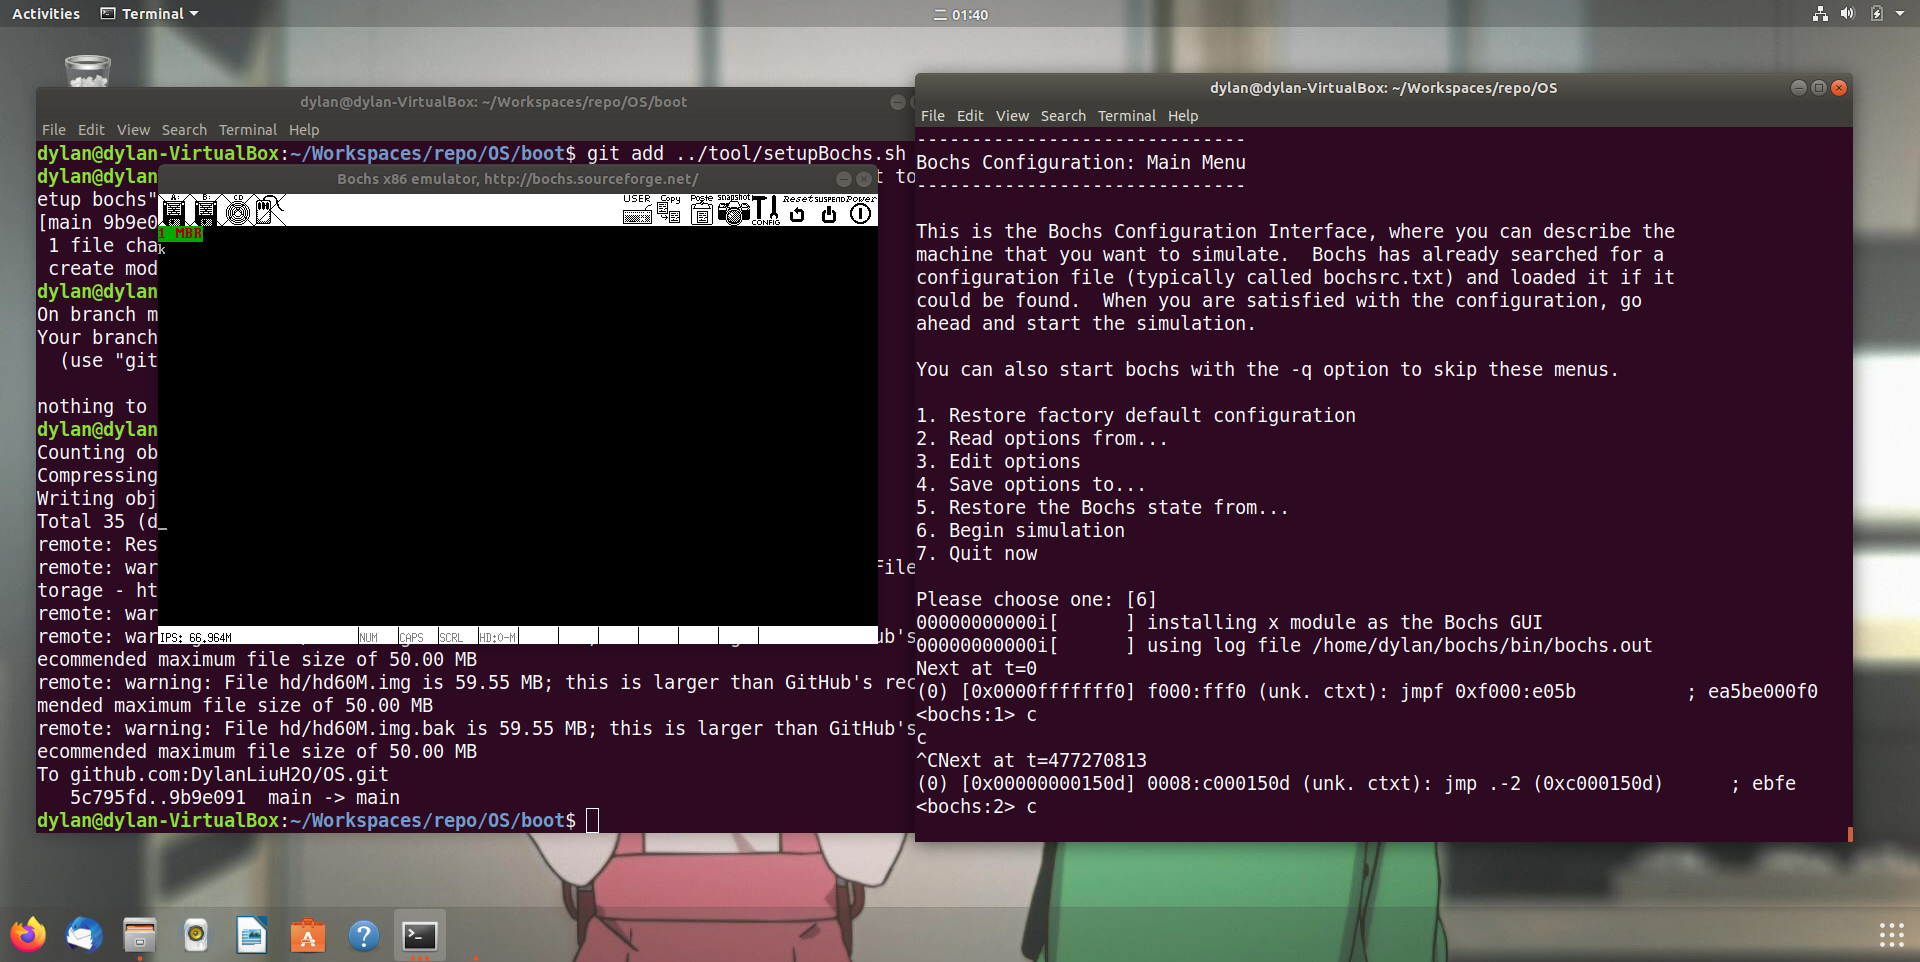 Activities
Terminal
二 01:40
dylan@dylan-VirtualBox: ~/Workspaces/repo/OS/boot
File Edit View Search Terminal Help
dylan@dylan-VirtualBox:~/Workspaces/repo/OS/boot$ git add ../tool/setupBochs.sh
dylan@dylan t to
etup bochs"
[main 9b9e0
1 file cha
create mod
dylan@dylan
On branch m
Your branch
(use "git
nothing to
dylan@dylan
Counting ob
Compressing
Writing obj
Total 35 (d
remote: Res
remote: war File
torage - ht
remote: war
remote: war ub's
ecommended maximum file size of 50.00 MB
remote: warning: File hd/hd60M.img is 59.55 MB; this is larger than GitHub's rec
mended maximum file size of 50.00 MB
remote: warning: File hd/hd60M.img.bak is 59.55 MB; this is larger than GitHub's
ecommended maximum file size of 50.00 MB
To github.com:DylanLiuH2O/OS.git
5c795fd..9b9e091 main -> main
dylan@dylan-VirtualBox:~/Workspaces/repo/OS/boot$
Bochs x86 emulator, http://bochs.sourceforge.net/
A: B: CD USER Copy Paste snapshot CONFIG Reset SUSPEND Power
1 MBR
k
_
IPS: 66.964M NUM CAPS SCRL HD:0-M
dylan@dylan-VirtualBox: ~/Workspaces/repo/OS
File Edit View Search Terminal Help
------------------------------
Bochs Configuration: Main Menu
------------------------------
This is the Bochs Configuration Interface, where you can describe the
machine that you want to simulate. Bochs has already searched for a
configuration file (typically called bochsrc.txt) and loaded it if it
could be found. When you are satisfied with the configuration, go
ahead and start the simulation.
You can also start bochs with the -q option to skip these menus.
1. Restore factory default configuration
2. Read options from...
3. Edit options
4. Save options to...
5. Restore the Bochs state from...
6. Begin simulation
7. Quit now
Please choose one: [6]
00000000000i[ ] installing x module as the Bochs GUI
00000000000i[ ] using log file /home/dylan/bochs/bin/bochs.out
Next at t=0
(0) [0x0000fffffff0] f000:fff0 (unk. ctxt): jmpf 0xf000:e05b ; ea5be000f0
<bochs:1> c
c
^CNext at t=477270813
(0) [0x00000000150d] 0008:c000150d (unk. ctxt): jmp .-2 (0xc000150d) ; ebfe
<bochs:2> c